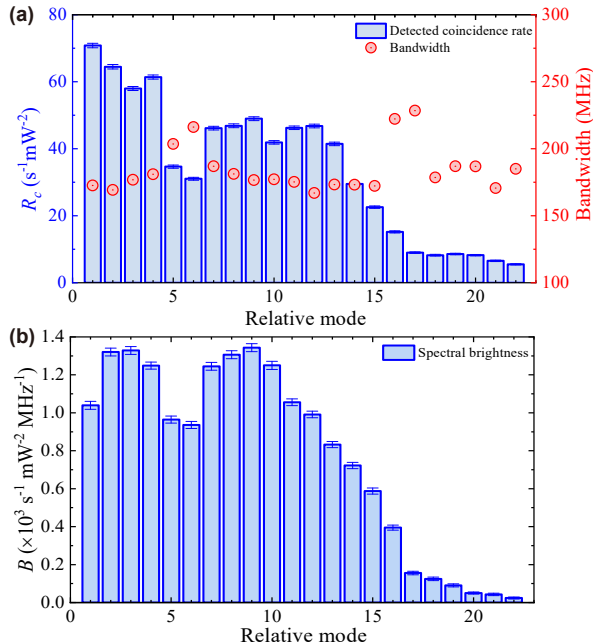 (a)
80
60
40
20
0
R_c (s⁻¹mW⁻²)
Detected coincidence rate
Bandwidth
300
250
200
150
100
Bandwidth (MHz)
0 5 10 15 20
Relative mode
(b)
1.4
1.2
1.0
0.8
0.6
0.4
0.2
0.0
B (×10³ s⁻¹ mW⁻² MHz⁻¹)
Spectral brightness
0 5 10 15 20
Relative mode